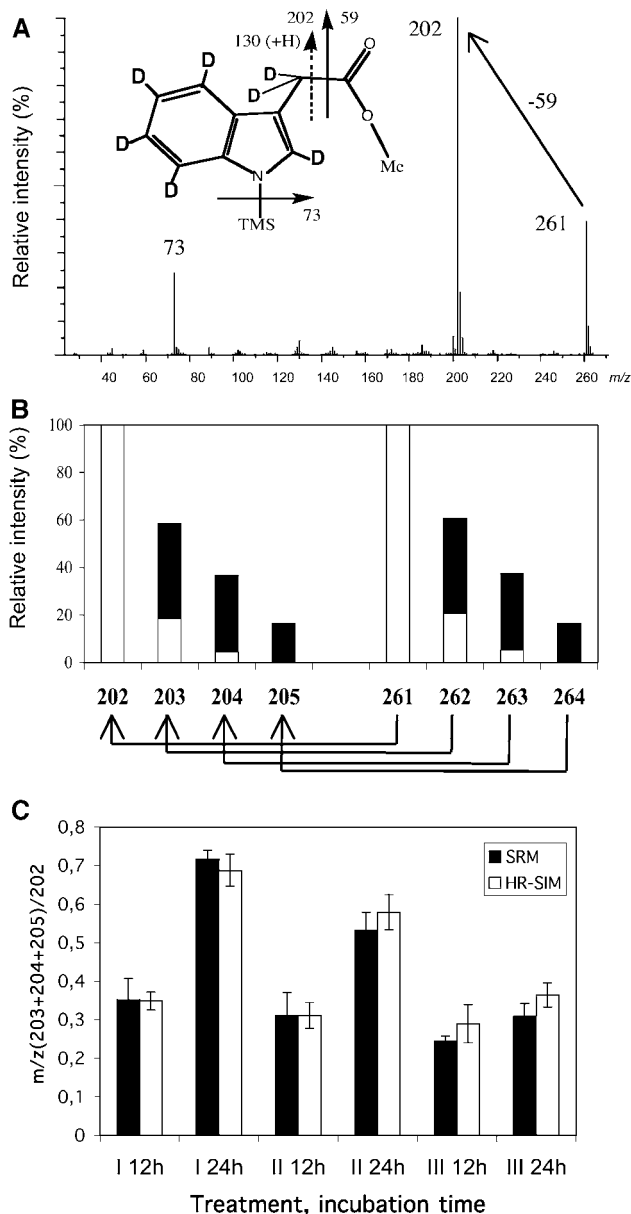 A
Relative intensity (%)
202
59
130 (+H)
D
D
D
D
D
D
D
O
O
Me
N
TMS
73
73
202
-59
261
40 60 80 100 120 140 160 180 200 220 240 260 m/z
B
Relative intensity (%)
100
80
60
40
20
0
202 203 204 205 261 262 263 264
C
m/z(203+204+205)/202
0,8
0,7
0,6
0,5
0,4
0,3
0,2
0,1
0
SRM
HR-SIM
I 12h I 24h II 12h II 24h III 12h III 24h
Treatment, incubation time